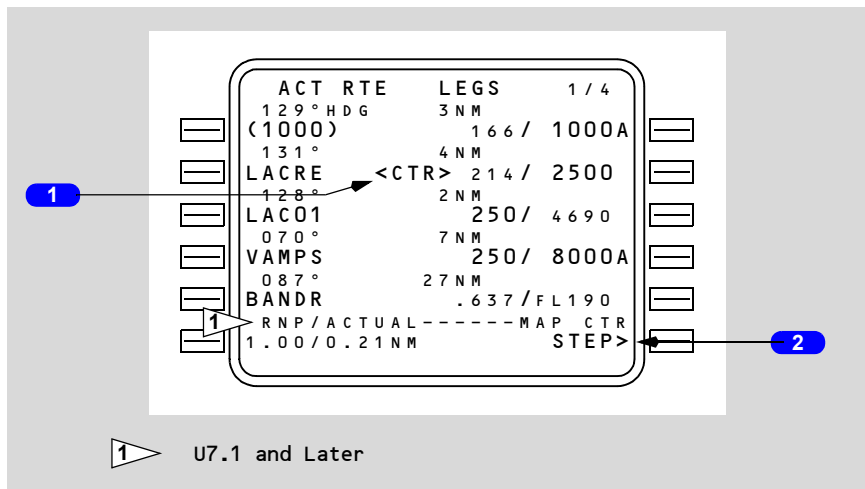 ACT RTE LEGS 1/4
129°HDG 3NM
(1000) 166/ 1000A
131° 4NM
LACRE <CTR> 214/ 2500
1
128° 2NM
LACO1 250/ 4690
070° 7NM
VAMPS 250/ 8000A
087° 27NM
BANDR .637/FL190
1 RNP/ACTUAL------MAP CTR
1.00/0.21NM STEP>
2
1 U7.1 and Later